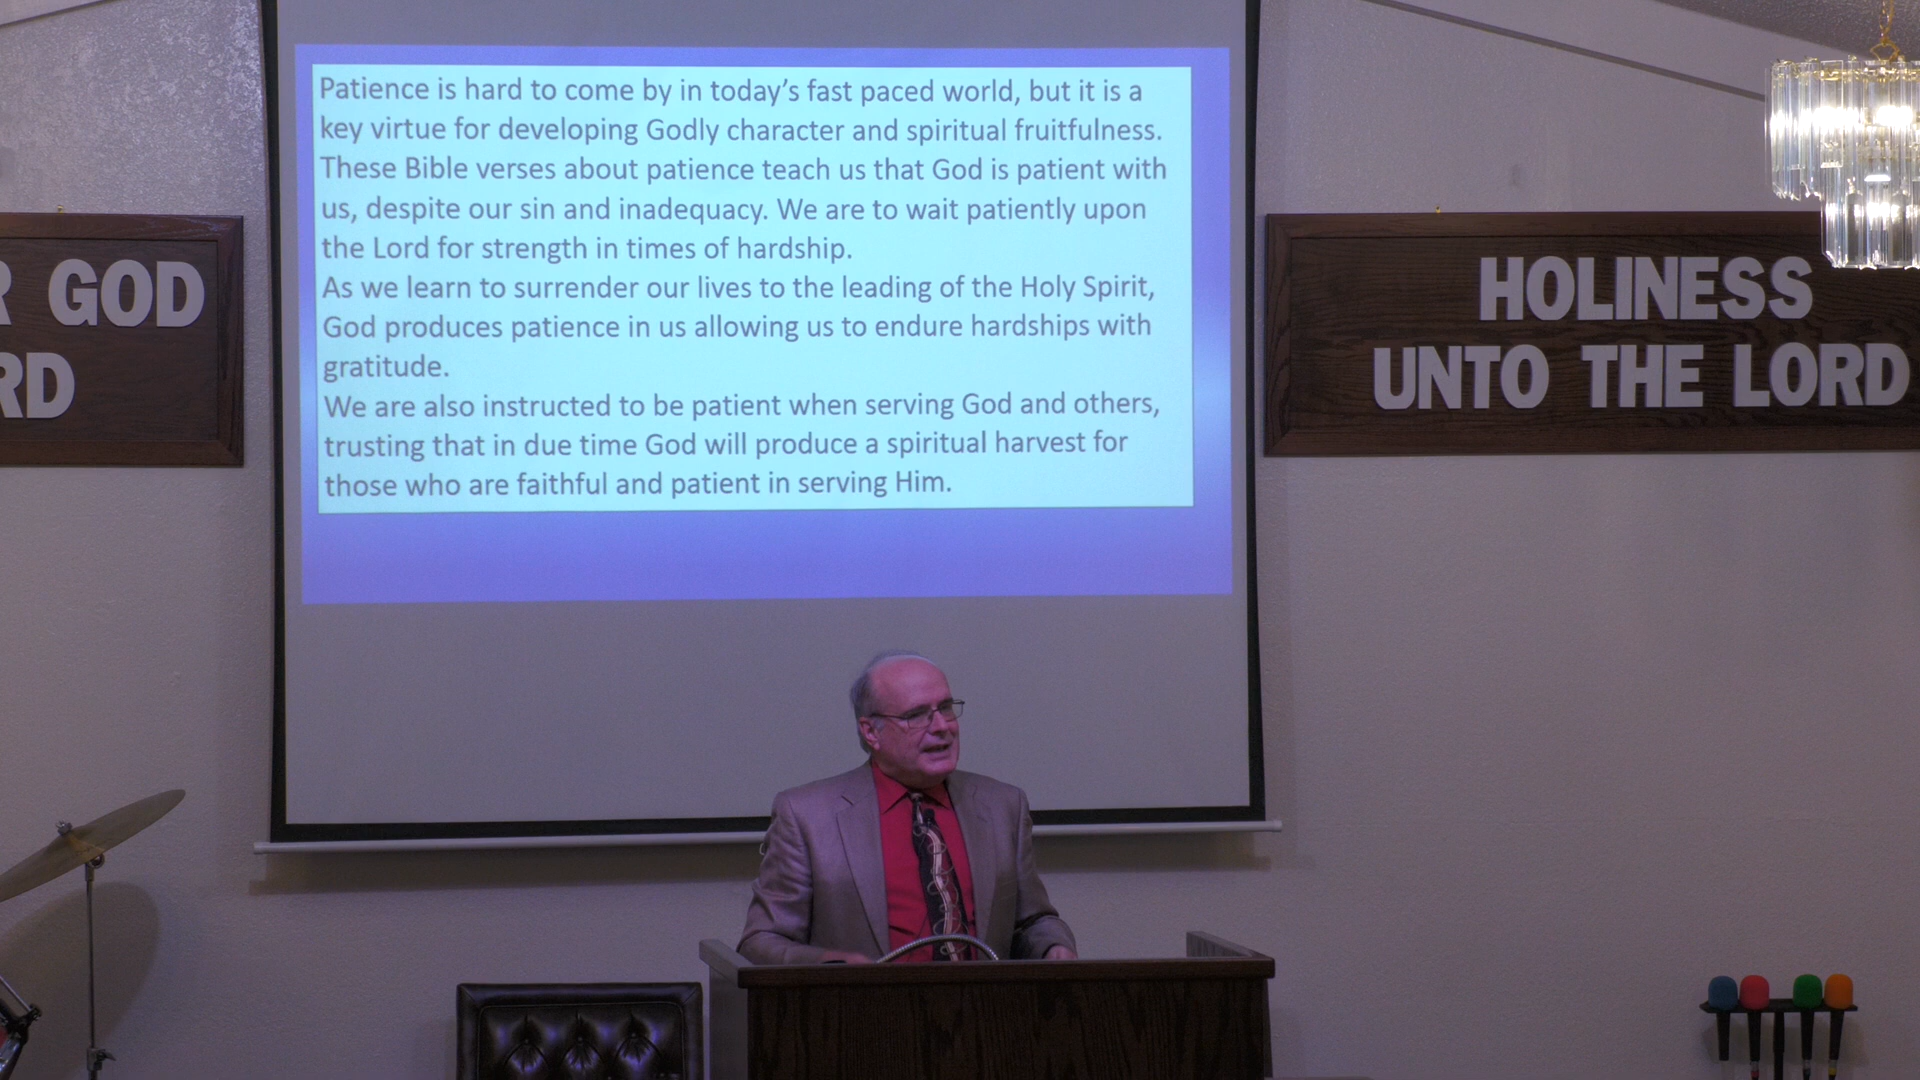 Patience is hard to come by in today's fast paced world, but it is a
key virtue for developing Godly character and spiritual fruitfulness.
These Bible verses about patience teach us that God is patient with
us, despite our sin and inadequacy. We are to wait patiently upon
the Lord for strength in times of hardship.
As we learn to surrender our lives to the leading of the Holy Spirit,
God produces patience in us allowing us to endure hardships with
gratitude.
We are also instructed to be patient when serving God and others,
trusting that in due time God will produce a spiritual harvest for
those who are faithful and patient in serving Him.
GOD
HOLINESS
UNTO THE LORD